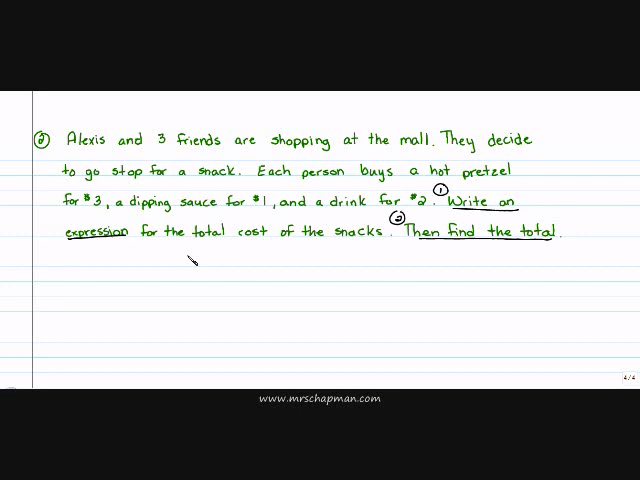 ② Alexis and 3 friends are shopping at the mall. They decide
to go stop for a snack. Each person buys a hot pretzel
for $3, a dipping sauce for $1, and a drink for $2. ① Write an
expression for the total cost of the snacks. ② Then find the total.
4/4
www.mrschapman.com